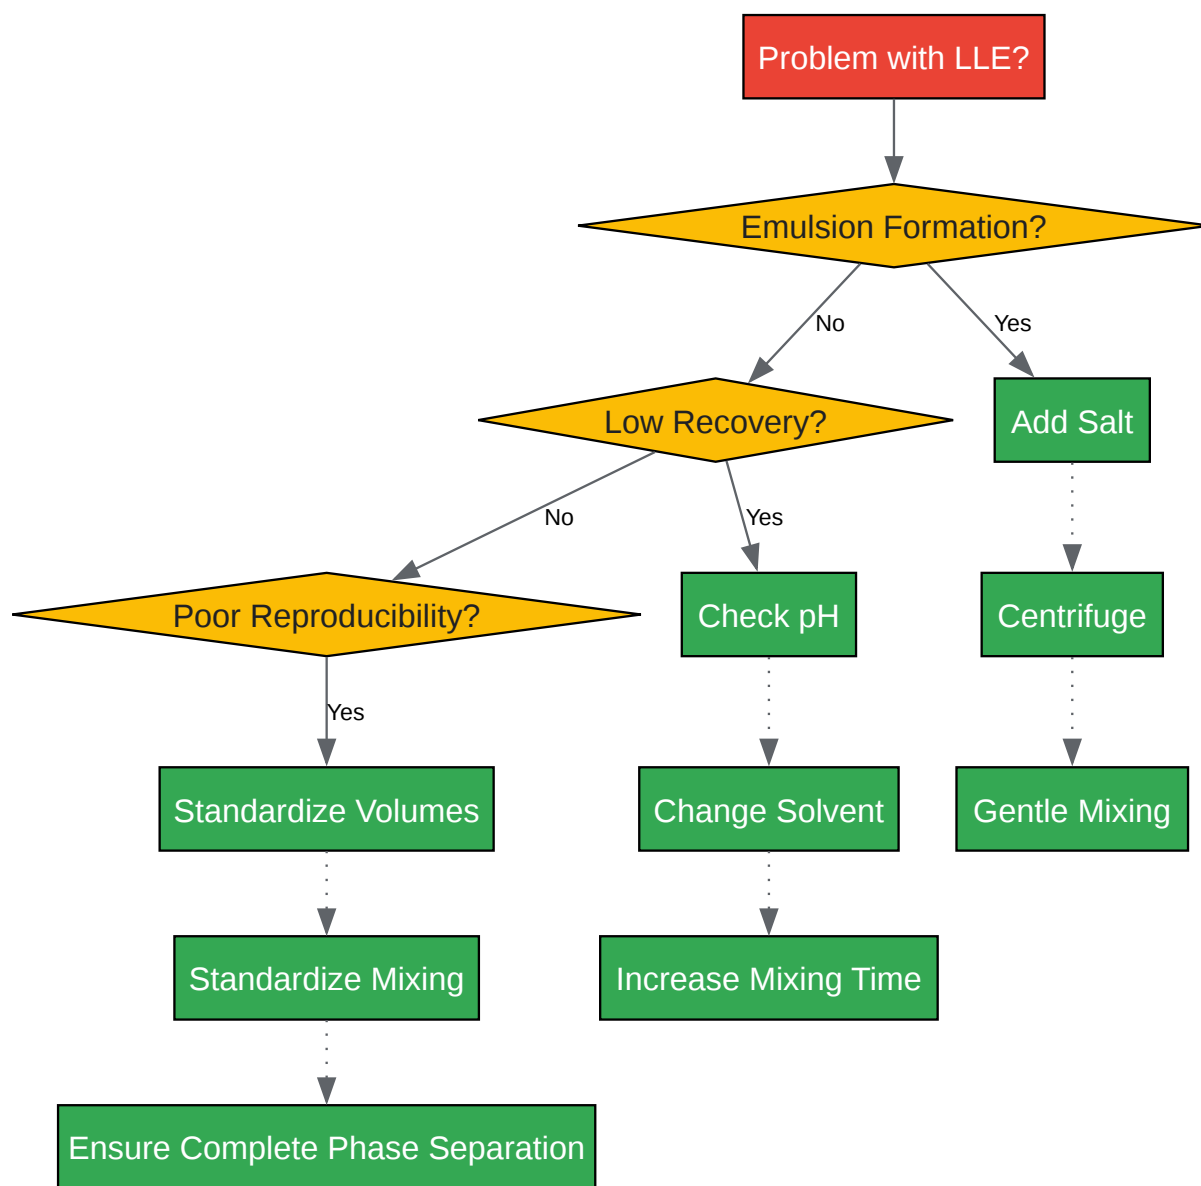 Problem with LLE?
Emulsion Formation?
No
Yes
Low Recovery?
Add Salt
No
Yes
Poor Reproducibility?
Check pH
Centrifuge
Yes
Standardize Volumes
Change Solvent
Gentle Mixing
Standardize Mixing
Increase Mixing Time
Ensure Complete Phase Separation